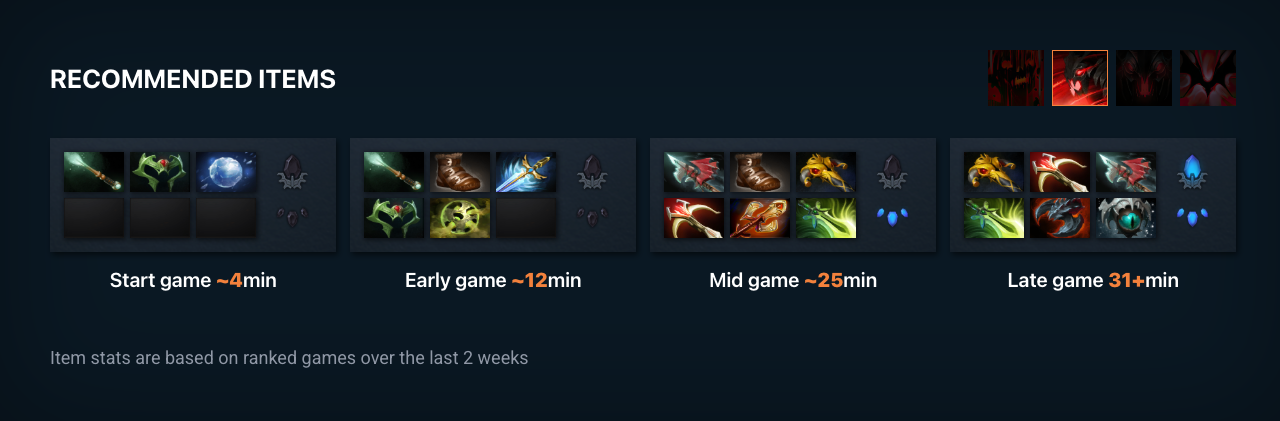 RECOMMENDED ITEMS
Start game ~4min
Early game ~12min
Mid game ~25min
Late game 31+min
Item stats are based on ranked games over the last 2 weeks